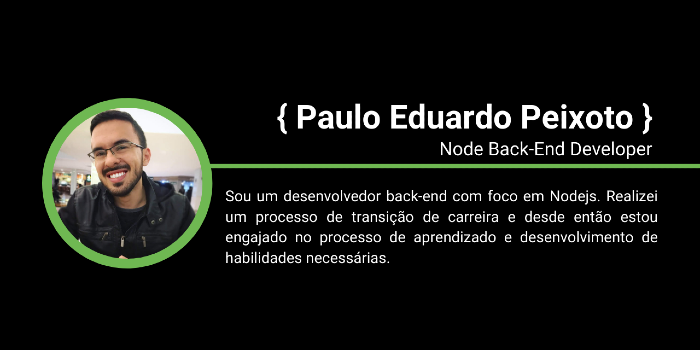 { Paulo Eduardo Peixoto }
Node Back-End Developer
Sou um desenvolvedor back-end com foco em Nodejs. Realizei
um processo de transição de carreira e desde então estou
engajado no processo de aprendizado e desenvolvimento de
habilidades necessárias.